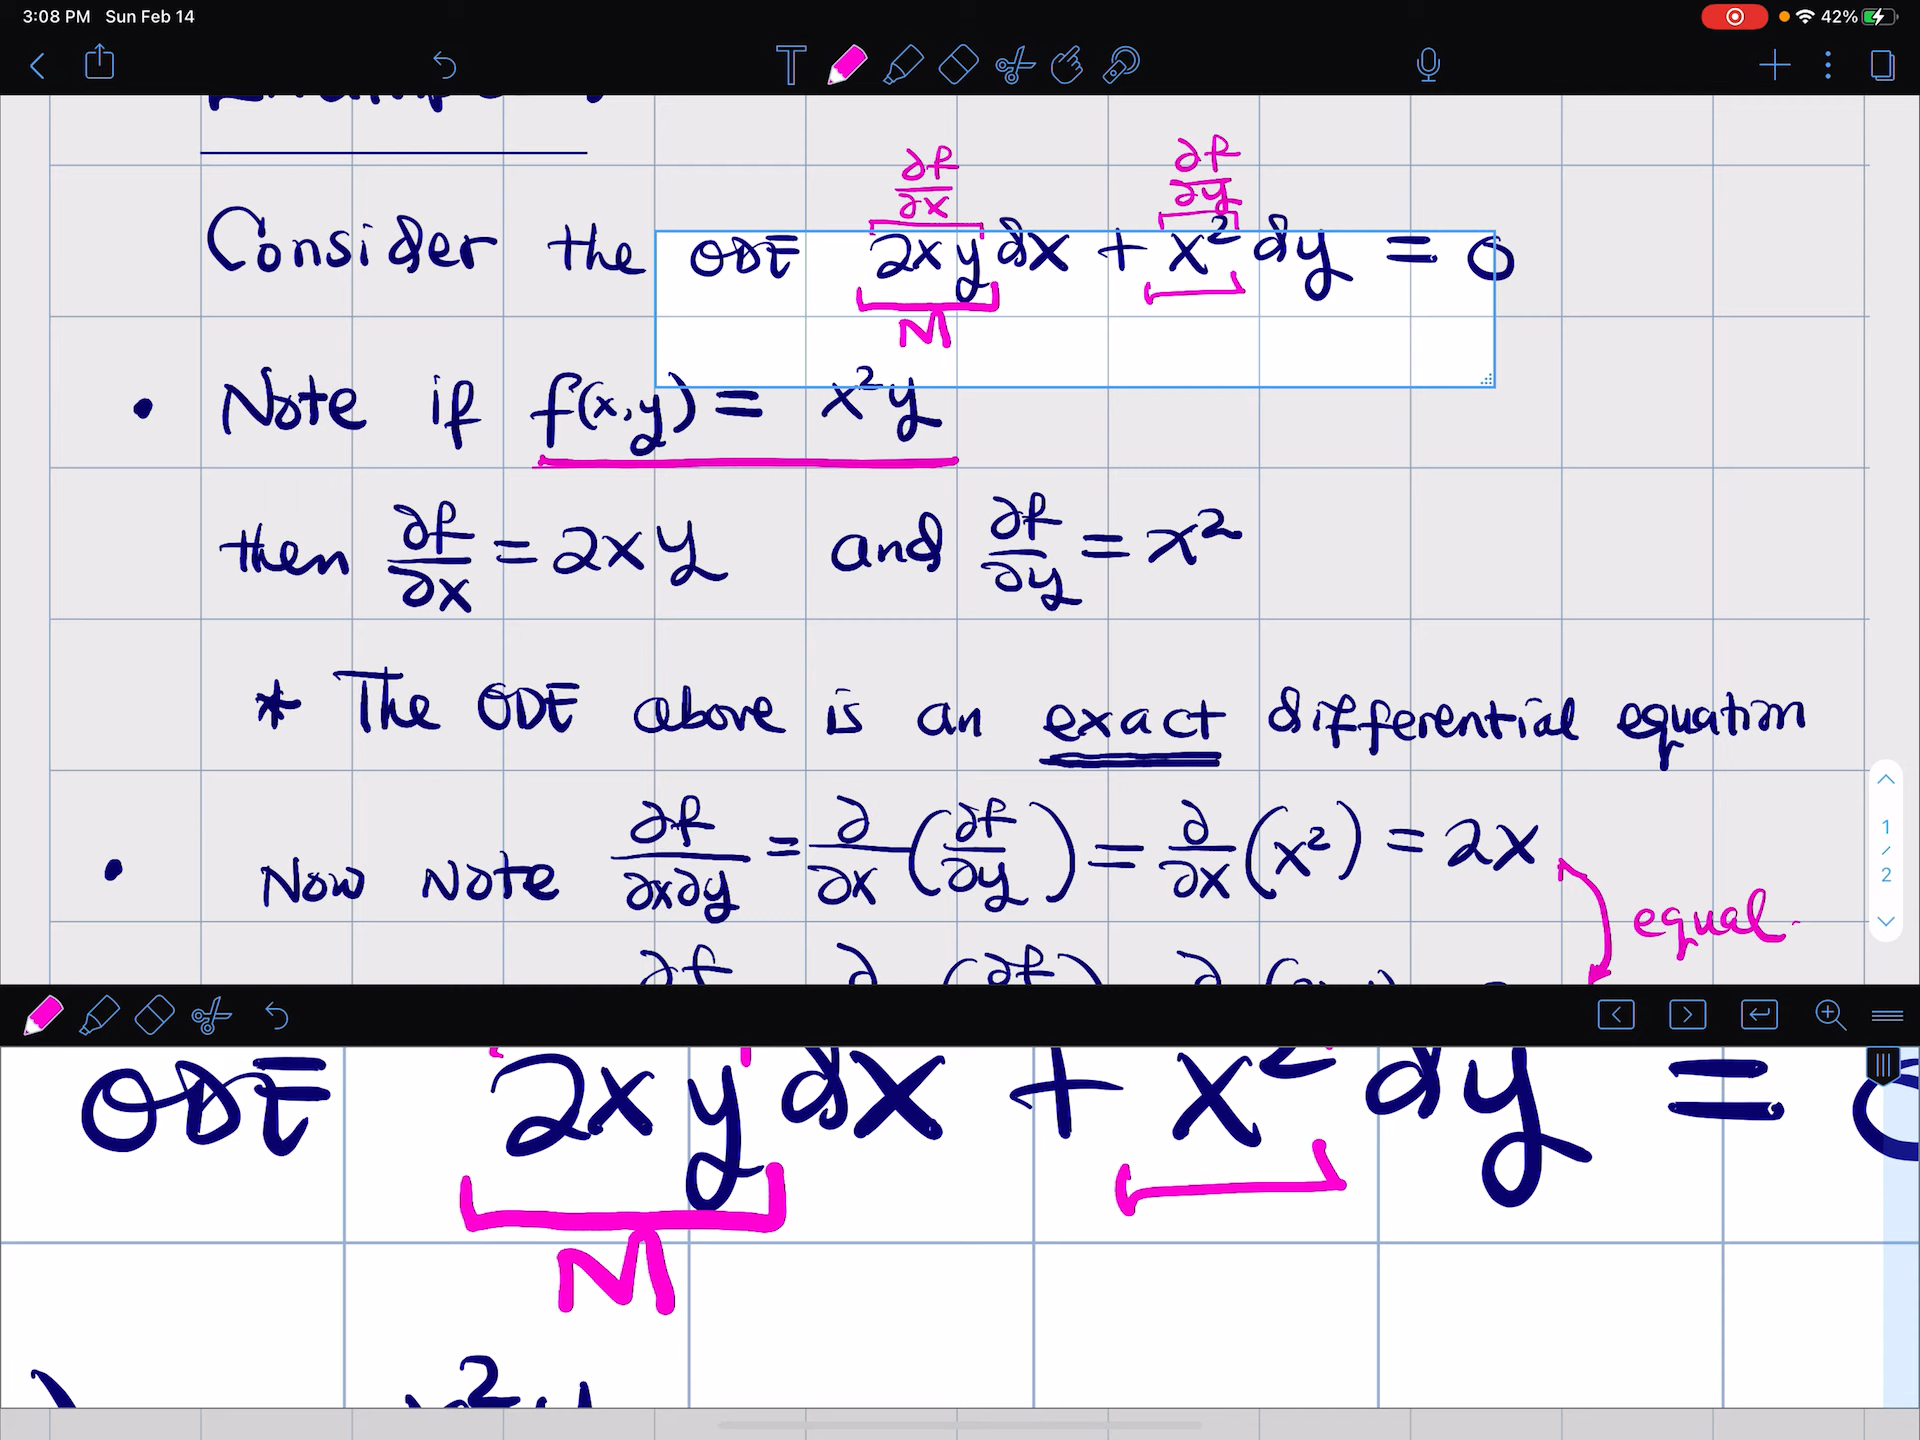 3:08 PM Sun Feb 14
42%
∂f/∂x ∂f/∂y
Consider the ODE 2xy dx + x² dy = 0
M
• Note if f(x,y) = x²y
then ∂f/∂x = 2xy and ∂f/∂y = x²
* The ODE above is an exact differential equation
• Now note ∂f/∂x∂y = ∂/∂x (∂f/∂y) = ∂/∂x (x²) = 2x
equal.
1
2
ODE 2xy dx + x² dy = 0
M
x²y